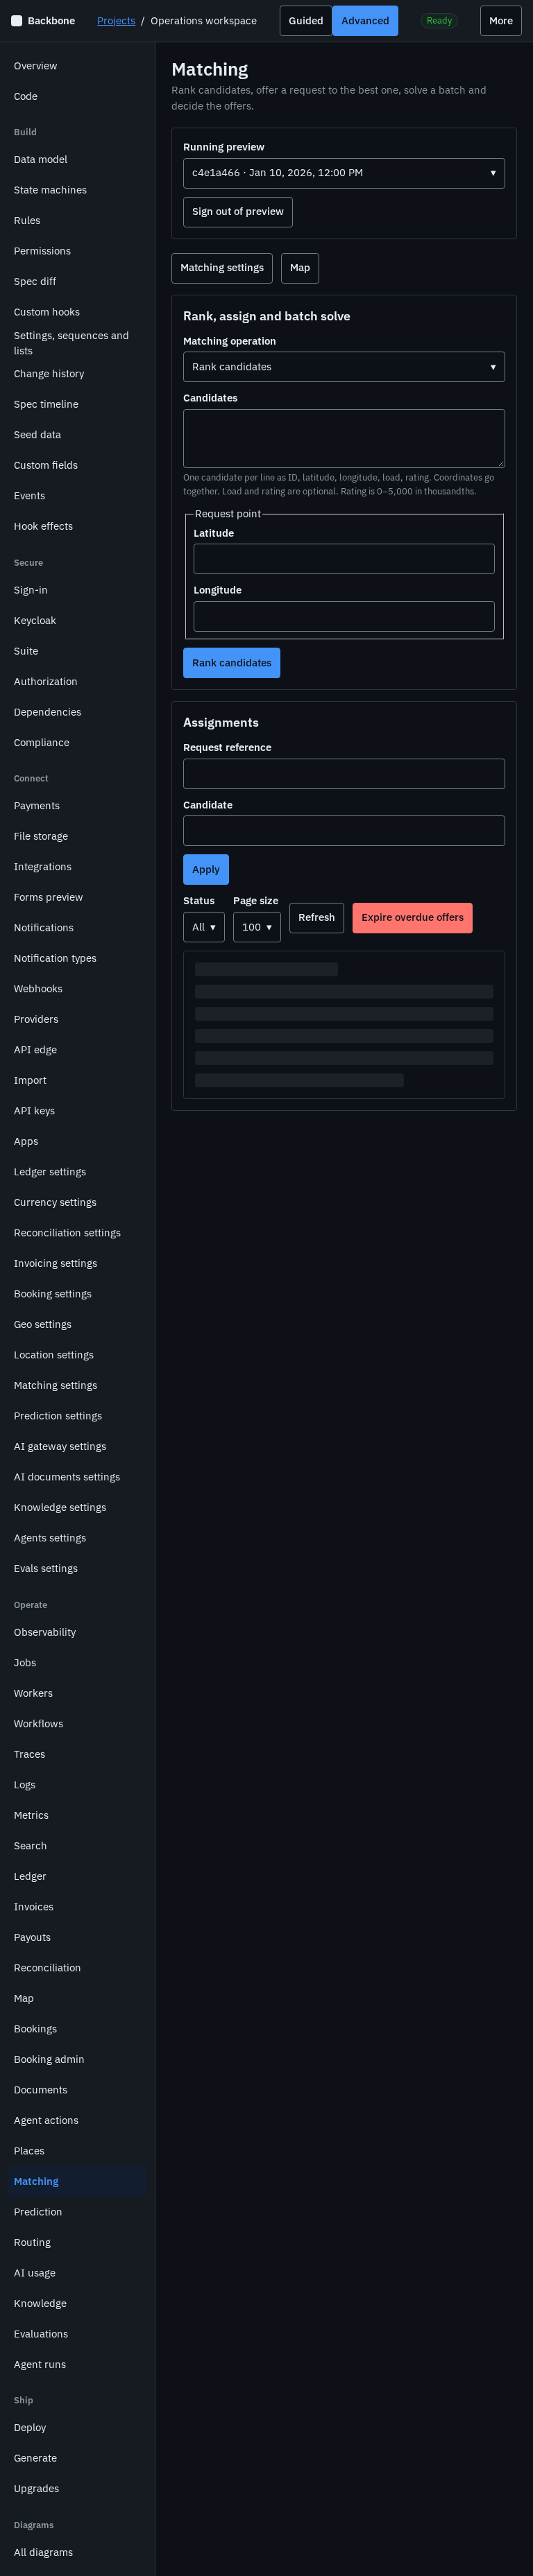 Backbone
Projects / Operations workspace
Guided
Advanced
Ready
More
Overview
Code
Build
Data model
State machines
Rules
Permissions
Spec diff
Custom hooks
Settings, sequences and
lists
Change history
Spec timeline
Seed data
Custom fields
Events
Hook effects
Secure
Sign-in
Keycloak
Suite
Authorization
Dependencies
Compliance
Connect
Payments
File storage
Integrations
Forms preview
Notifications
Notification types
Webhooks
Providers
API edge
Import
API keys
Apps
Ledger settings
Currency settings
Reconciliation settings
Invoicing settings
Booking settings
Geo settings
Location settings
Matching settings
Prediction settings
AI gateway settings
AI documents settings
Knowledge settings
Agents settings
Evals settings
Operate
Observability
Jobs
Workers
Workflows
Traces
Logs
Metrics
Search
Ledger
Invoices
Payouts
Reconciliation
Map
Bookings
Booking admin
Documents
Agent actions
Places
Matching
Prediction
Routing
AI usage
Knowledge
Evaluations
Agent runs
Ship
Deploy
Generate
Upgrades
Diagrams
All diagrams
Matching
Rank candidates, offer a request to the best one, solve a batch and
decide the offers.
Running preview
c4e1a466 · Jan 10, 2026, 12:00 PM
Sign out of preview
Matching settings
Map
Rank, assign and batch solve
Matching operation
Rank candidates
Candidates
One candidate per line as ID, latitude, longitude, load, rating. Coordinates go
together. Load and rating are optional. Rating is 0–5,000 in thousandths.
Request point
Latitude
Longitude
Rank candidates
Assignments
Request reference
Candidate
Apply
Status
Page size
All
100
Refresh
Expire overdue offers